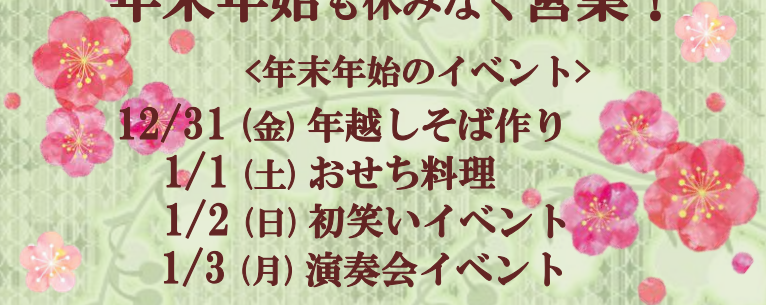 年末年始も休みなく営業！
<年末年始のイベント>
12/31（金）年越しそば作り
1/1（土）おせち料理
1/2（日）初笑いイベント
1/3（月）演奏会イベント